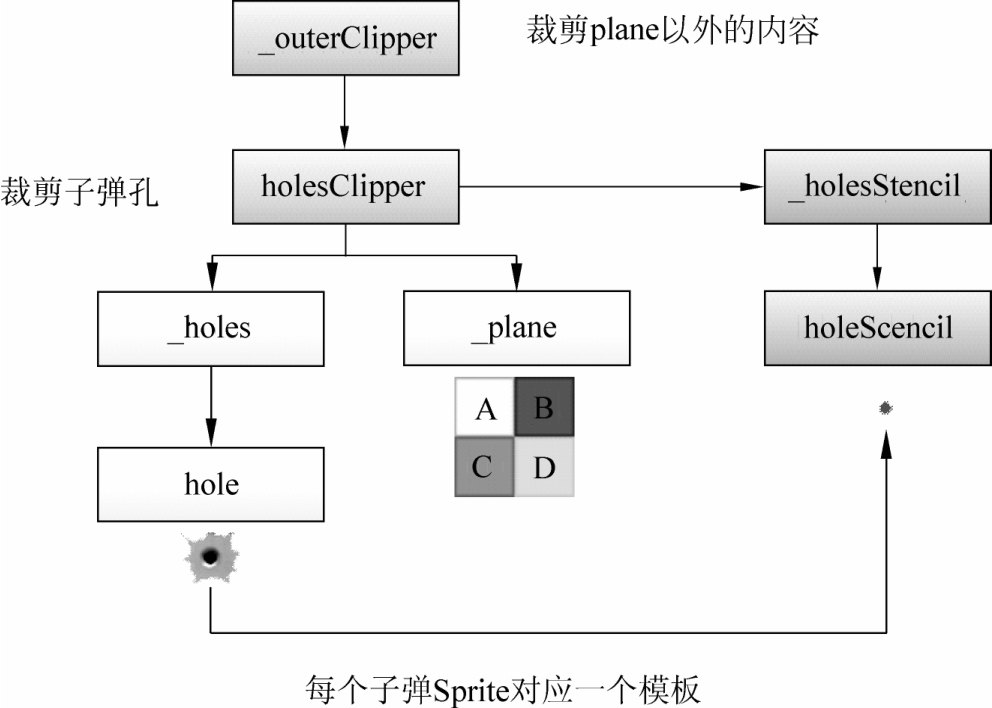 _outerClipper
裁剪plane以外的内容
裁剪子弹孔
holesClipper
_holesStencil
_holes
_plane
holeScencil
A
B
C
D
hole
每个子弹Sprite对应一个模板